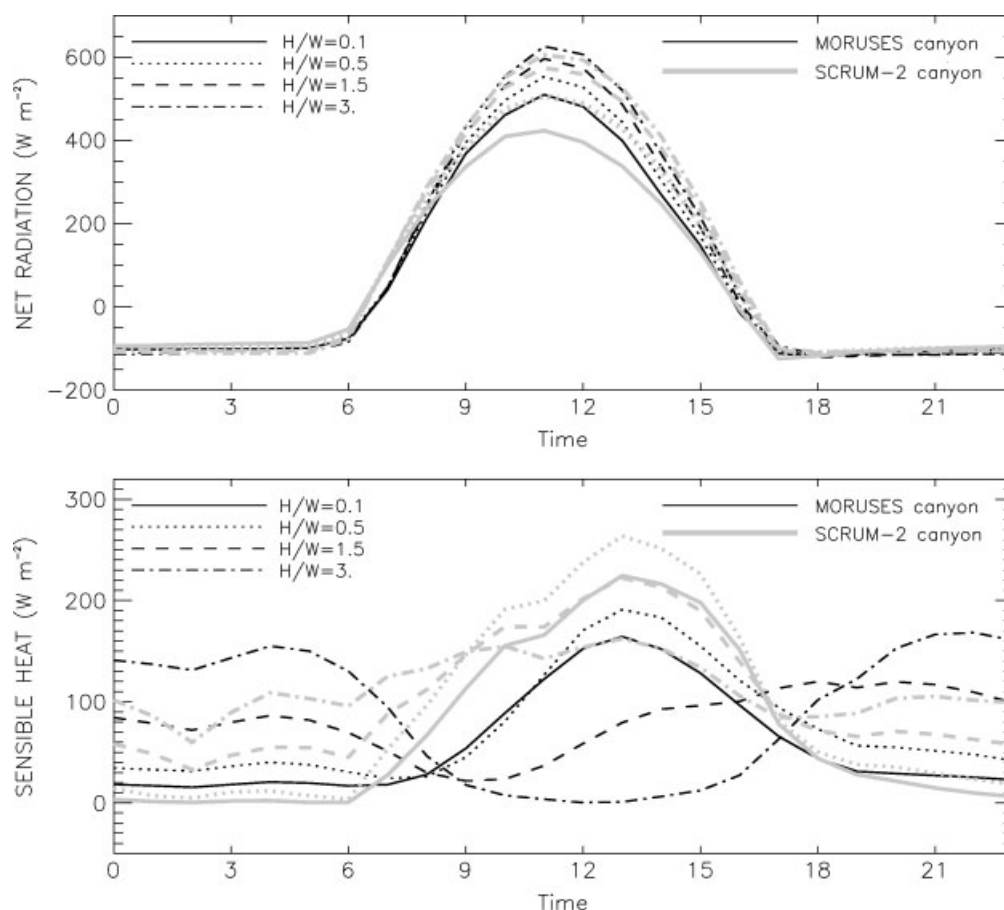 H/W=0.1
H/W=0.5
H/W=1.5
H/W=3.
MORUSES canyon
SCRUM-2 canyon
NET RADIATION (W m⁻²)
600
400
200
0
−200
0 3 6 9 12 15 18 21
Time
H/W=0.1
H/W=0.5
H/W=1.5
H/W=3.
MORUSES canyon
SCRUM-2 canyon
SENSIBLE HEAT (W m⁻²)
300
200
100
0
0 3 6 9 12 15 18 21
Time